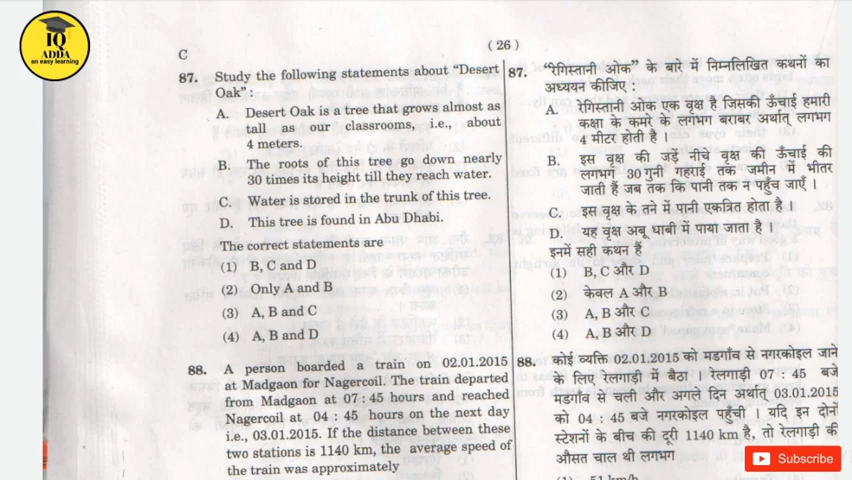 IQ
ADDA
an easy learning
C
( 26 )
87. Study the following statements about “Desert
Oak” :
A. Desert Oak is a tree that grows almost as
tall as our classrooms, i.e., about
4 meters.
B. The roots of this tree go down nearly
30 times its height till they reach water.
C. Water is stored in the trunk of this tree.
D. This tree is found in Abu Dhabi.
The correct statements are
(1) B, C and D
(2) Only A and B
(3) A, B and C
(4) A, B and D
88. A person boarded a train on 02.01.2015
at Madgaon for Nagercoil. The train departed
from Madgaon at 07 : 45 hours and reached
Nagercoil at 04 : 45 hours on the next day
i.e., 03.01.2015. If the distance between these
two stations is 1140 km, the average speed of
the train was approximately
87. “रेगिस्तानी ओक” के बारे में निम्नलिखित कथनों का
अध्ययन कीजिए :
A. रेगिस्तानी ओक एक वृक्ष है जिसकी ऊँचाई हमारी
कक्षा के कमरे के लगभग बराबर अर्थात् लगभग
4 मीटर होती है ।
B. इस वृक्ष की जड़ें नीचे वृक्ष की ऊँचाई की
लगभग 30 गुनी गहराई तक जमीन में भीतर
जाती हैं जब तक कि पानी तक न पहुँच जाएँ ।
C. इस वृक्ष के तने में पानी एकत्रित होता है ।
D. यह वृक्ष अबू धाबी में पाया जाता है ।
इनमें सही कथन हैं
(1) B, C और D
(2) केवल A और B
(3) A, B और C
(4) A, B और D
88. कोई व्यक्ति 02.01.2015 को मडगाँव से नगरकोइल जाने
के लिए रेलगाड़ी में बैठा । रेलगाड़ी 07 : 45 बजे
मडगाँव से चली और अगले दिन अर्थात् 03.01.2015
को 04 : 45 बजे नगरकोइल पहुँची । यदि इन दोनों
स्टेशनों के बीच की दूरी 1140 km है, तो रेलगाड़ी की
औसत चाल थी लगभग
(1) 51 km/h
Subscribe